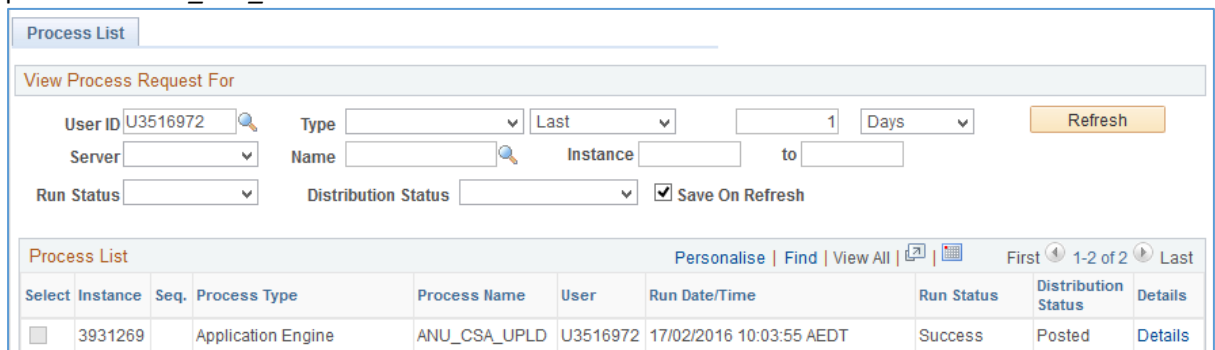 Process List
View Process Request For
User ID U3516972 Type Last 1 Days Refresh
Server Name Instance to
Run Status Distribution Status Save On Refresh
Process List Personalise | Find | View All | | First 1-2 of 2 Last
Select Instance Seq. Process Type Process Name User Run Date/Time Run Status Distribution Status Details
3931269 Application Engine ANU_CSA_UPLD U3516972 17/02/2016 10:03:55 AEDT Success Posted Details